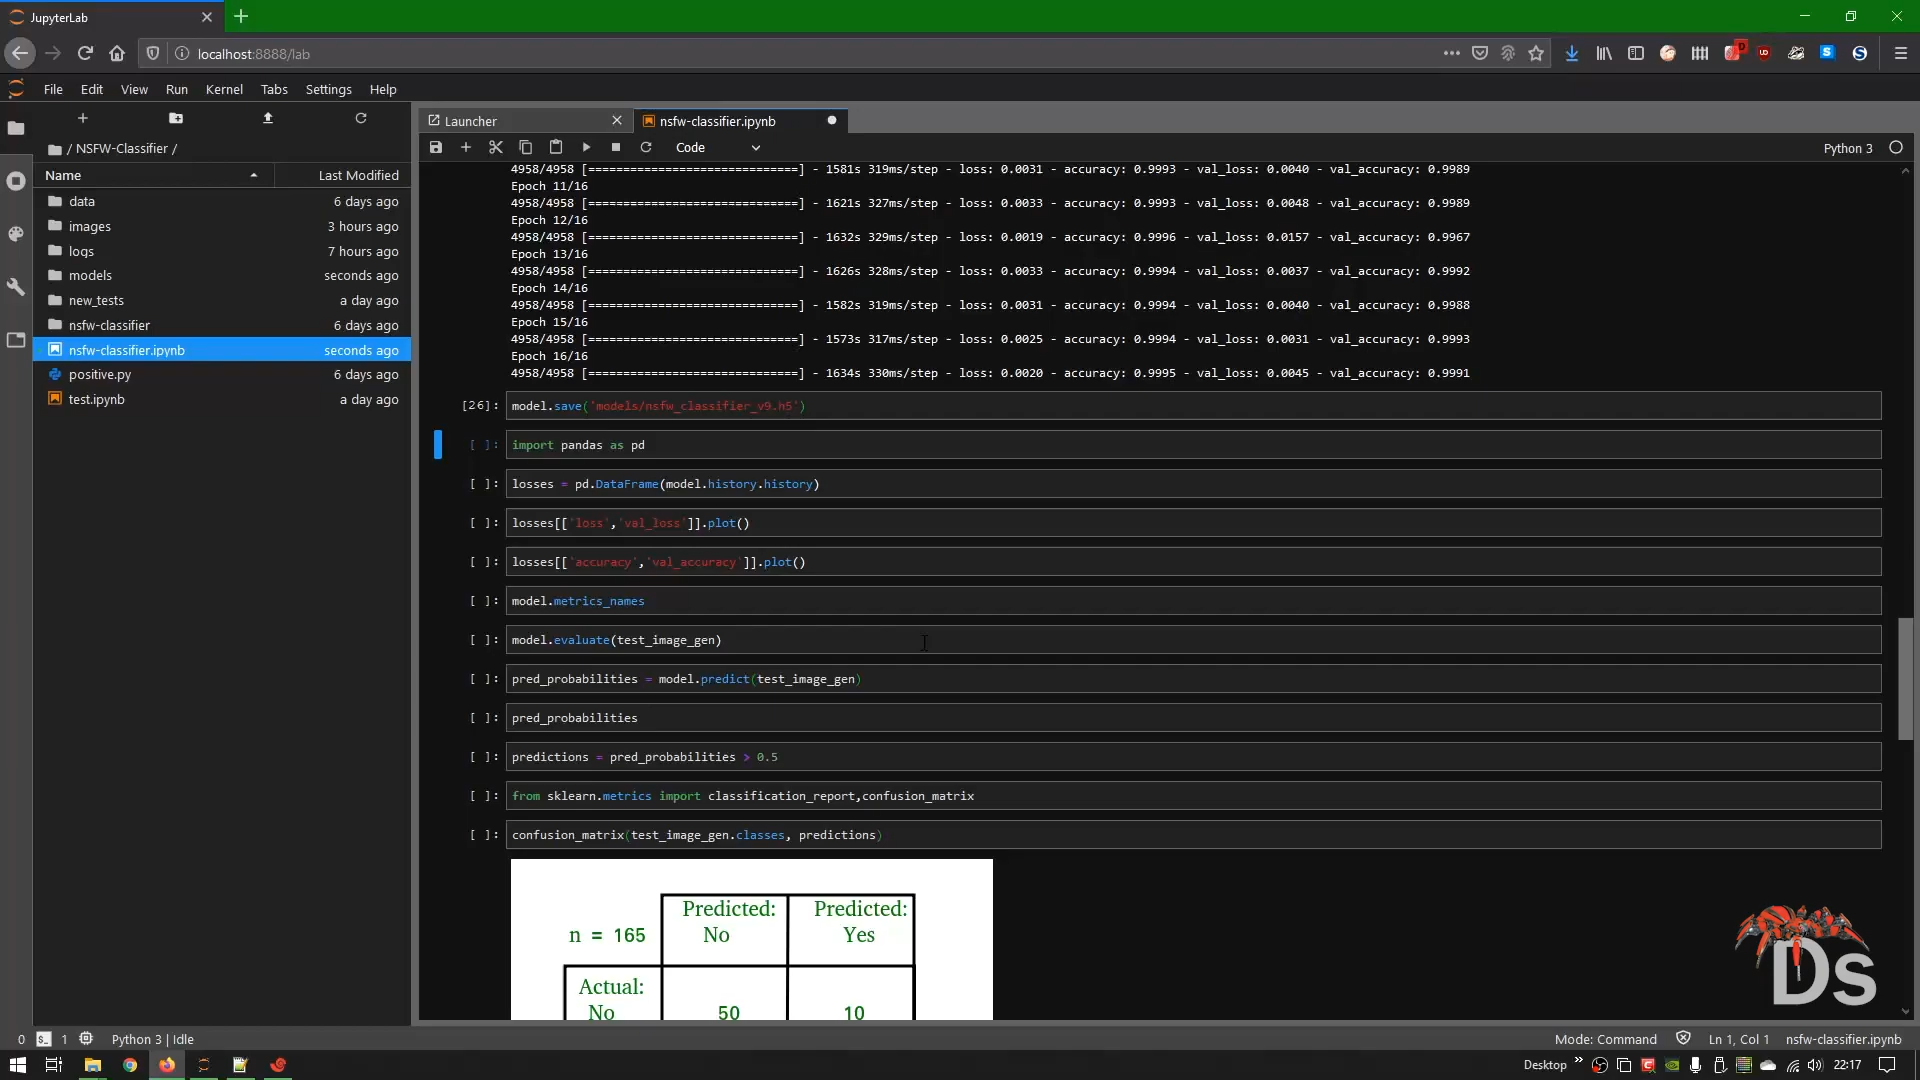 JupyterLab
localhost:8888/lab
File Edit View Run Kernel Tabs Settings Help
Launcher
nsfw-classifier.ipynb
/ NSFW-Classifier /
Code
Python 3
Name Last Modified
data 6 days ago
images 3 hours ago
logs 7 hours ago
models seconds ago
new_tests a day ago
nsfw-classifier 6 days ago
nsfw-classifier.ipynb seconds ago
positive.py 6 days ago
test.ipynb a day ago
4958/4958 [==============================] - 1581s 319ms/step - loss: 0.0031 - accuracy: 0.9993 - val_loss: 0.0040 - val_accuracy: 0.9989
Epoch 11/16
4958/4958 [==============================] - 1621s 327ms/step - loss: 0.0033 - accuracy: 0.9993 - val_loss: 0.0048 - val_accuracy: 0.9989
Epoch 12/16
4958/4958 [==============================] - 1632s 329ms/step - loss: 0.0019 - accuracy: 0.9996 - val_loss: 0.0157 - val_accuracy: 0.9967
Epoch 13/16
4958/4958 [==============================] - 1626s 328ms/step - loss: 0.0033 - accuracy: 0.9994 - val_loss: 0.0037 - val_accuracy: 0.9992
Epoch 14/16
4958/4958 [==============================] - 1582s 319ms/step - loss: 0.0031 - accuracy: 0.9994 - val_loss: 0.0040 - val_accuracy: 0.9988
Epoch 15/16
4958/4958 [==============================] - 1573s 317ms/step - loss: 0.0025 - accuracy: 0.9994 - val_loss: 0.0031 - val_accuracy: 0.9993
Epoch 16/16
4958/4958 [==============================] - 1634s 330ms/step - loss: 0.0020 - accuracy: 0.9995 - val_loss: 0.0045 - val_accuracy: 0.9991
[26]: model.save('models/nsfw_classifier_v9.h5')
[ ]: import pandas as pd
[ ]: losses = pd.DataFrame(model.history.history)
[ ]: losses[['loss','val_loss']].plot()
[ ]: losses[['accuracy','val_accuracy']].plot()
[ ]: model.metrics_names
[ ]: model.evaluate(test_image_gen)
[ ]: pred_probabilities = model.predict(test_image_gen)
[ ]: pred_probabilities
[ ]: predictions = pred_probabilities > 0.5
[ ]: from sklearn.metrics import classification_report,confusion_matrix
[ ]: confusion_matrix(test_image_gen.classes, predictions)
Predicted: Predicted:
n = 165 No Yes
Actual:
No 50 10
Ds
0 1 Python 3 | Idle
Mode: Command Ln 1, Col 1 nsfw-classifier.ipynb
Desktop 22:17